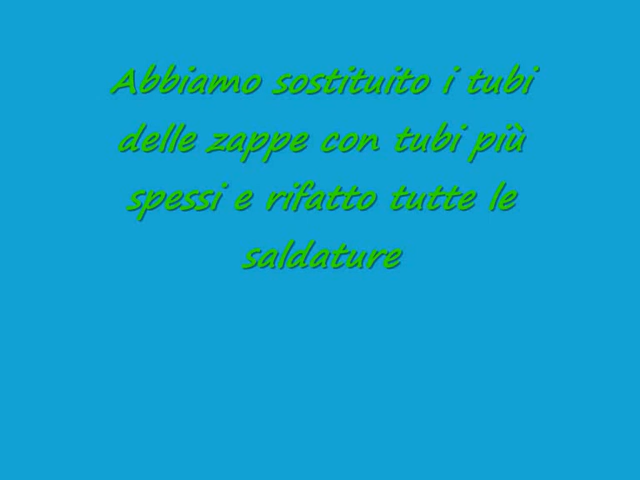 Abbiamo sostituito i tubi
delle zappe con tubi più
spessi e rifatto tutte le
saldature